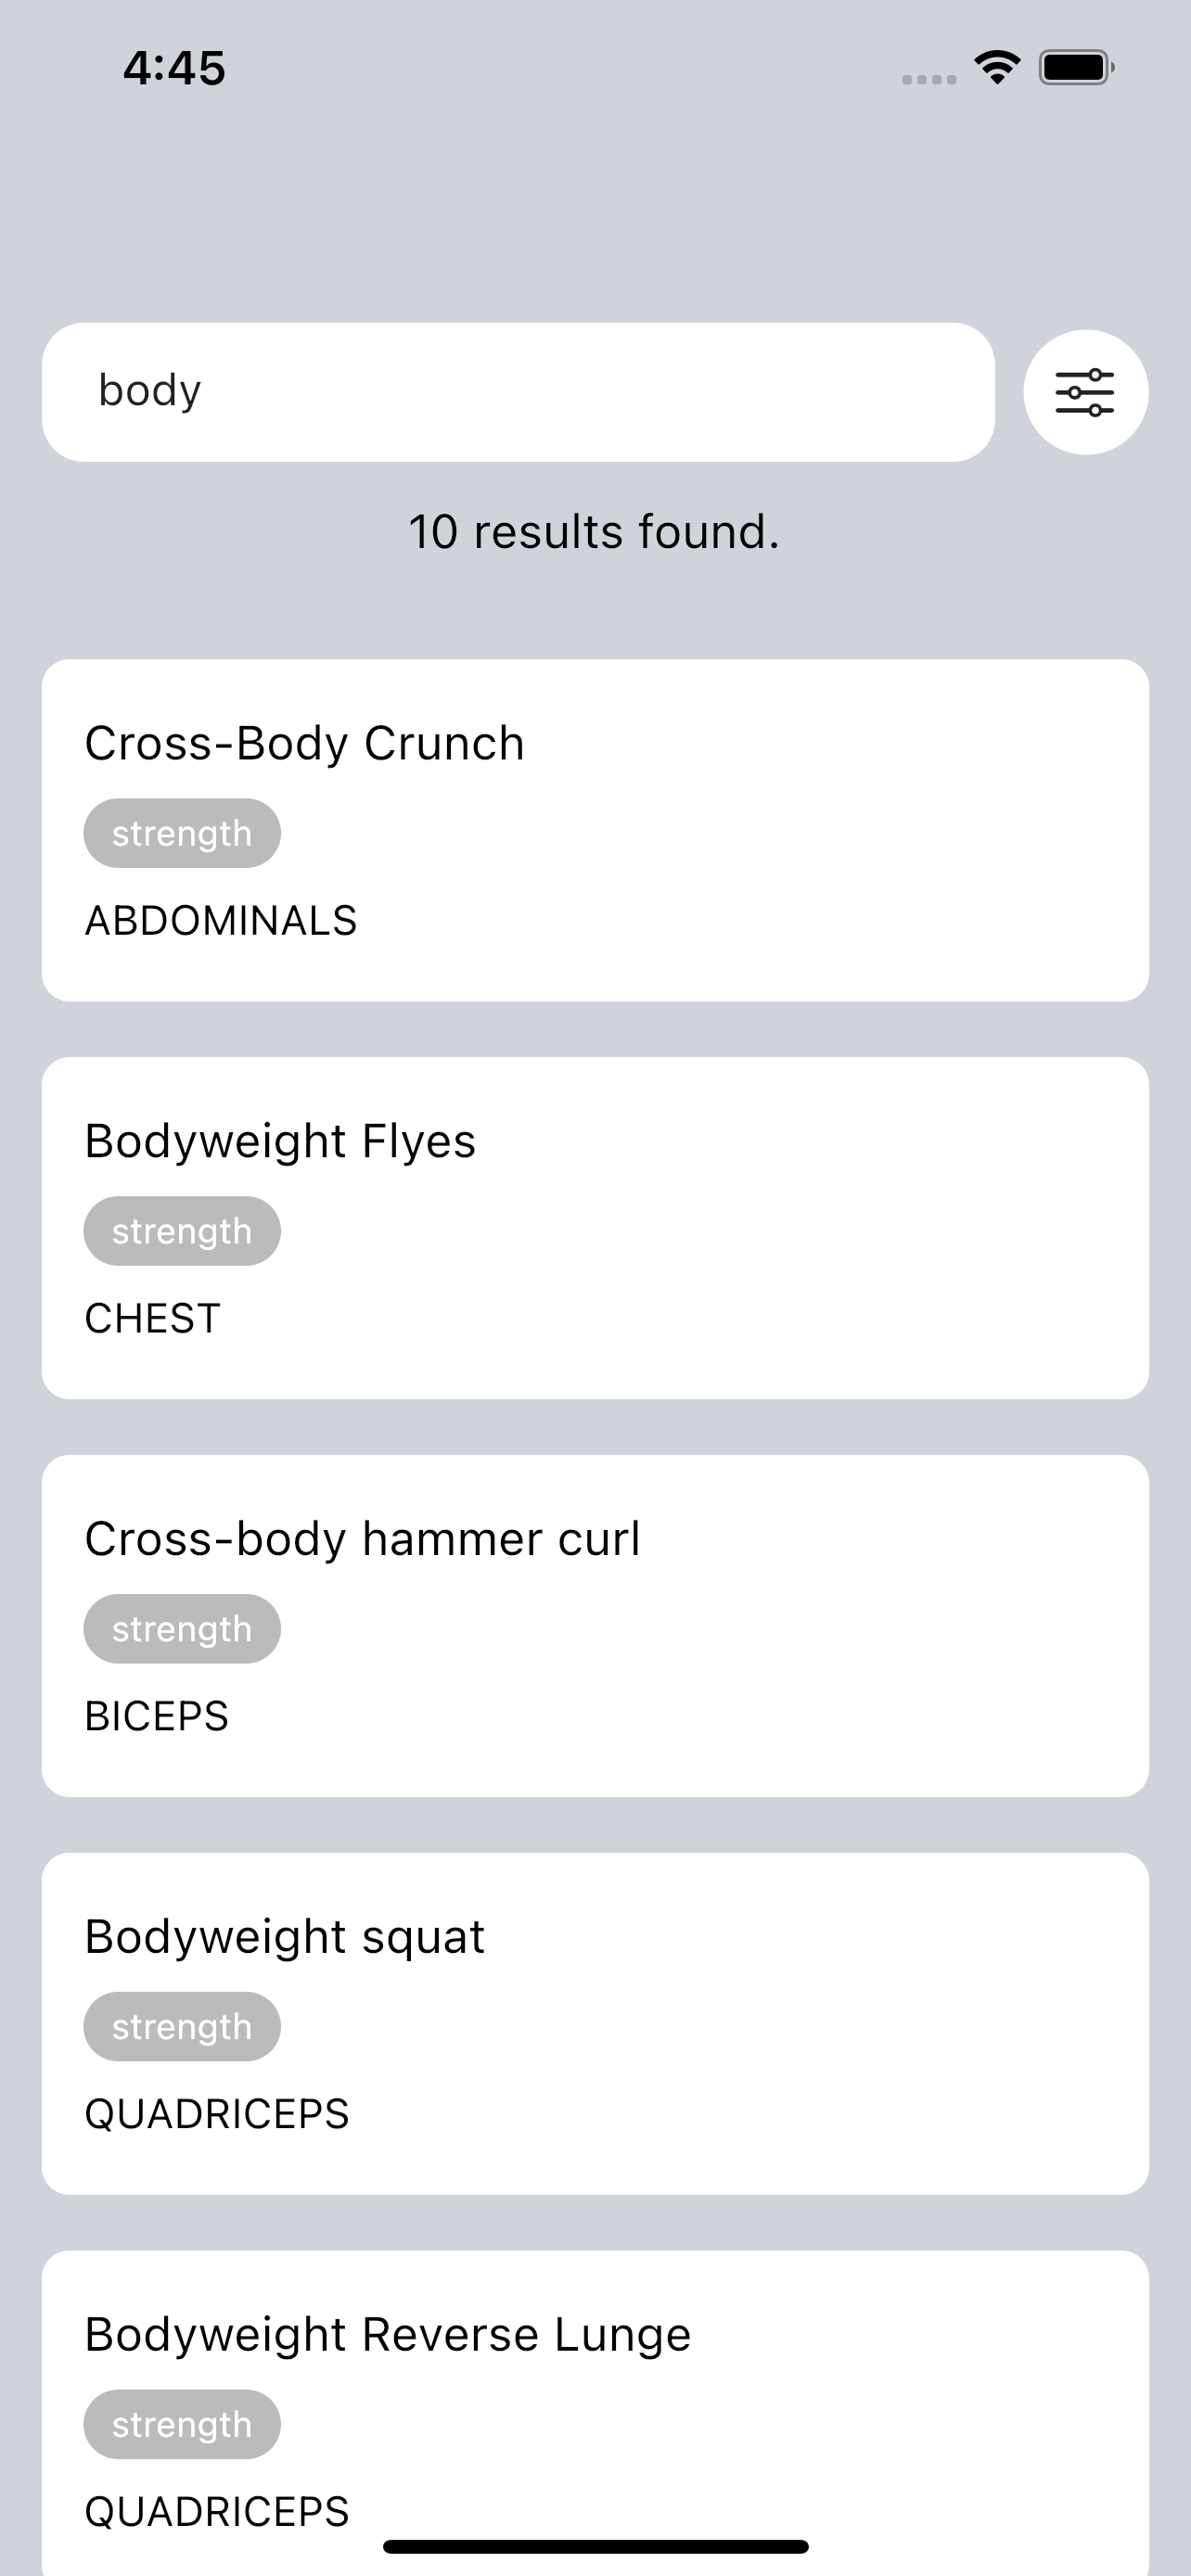 4:45
body
10 results found.
Cross-Body Crunch
strength
ABDOMINALS
Bodyweight Flyes
strength
CHEST
Cross-body hammer curl
strength
BICEPS
Bodyweight squat
strength
QUADRICEPS
Bodyweight Reverse Lunge
strength
QUADRICEPS